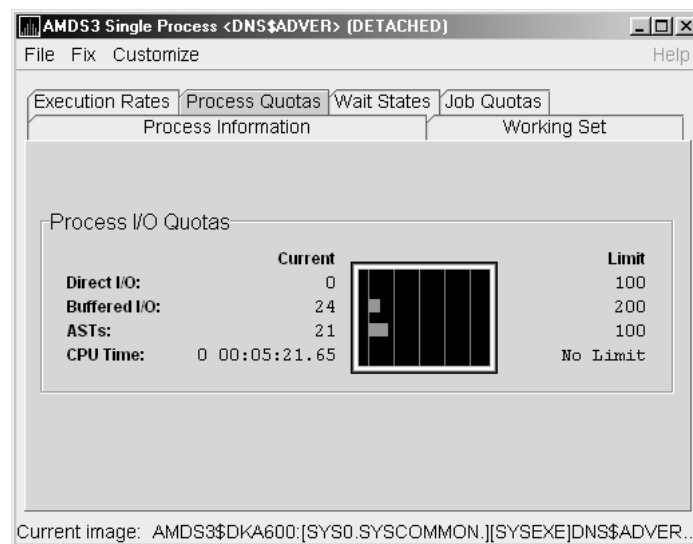 AMDS3 Single Process <DNS$ADVER> (DETACHED)
File Fix Customize Help
Execution Rates Process Quotas Wait States Job Quotas
Process Information Working Set
Process I/O Quotas
Current Limit
Direct I/O: 0 100
Buffered I/O: 24 200
ASTs: 21 100
CPU Time: 0 00:05:21.65 No Limit
Current image: AMDS3$DKA600:[SYS0.SYSCOMMON.][SYSEXE]DNS$ADVER...